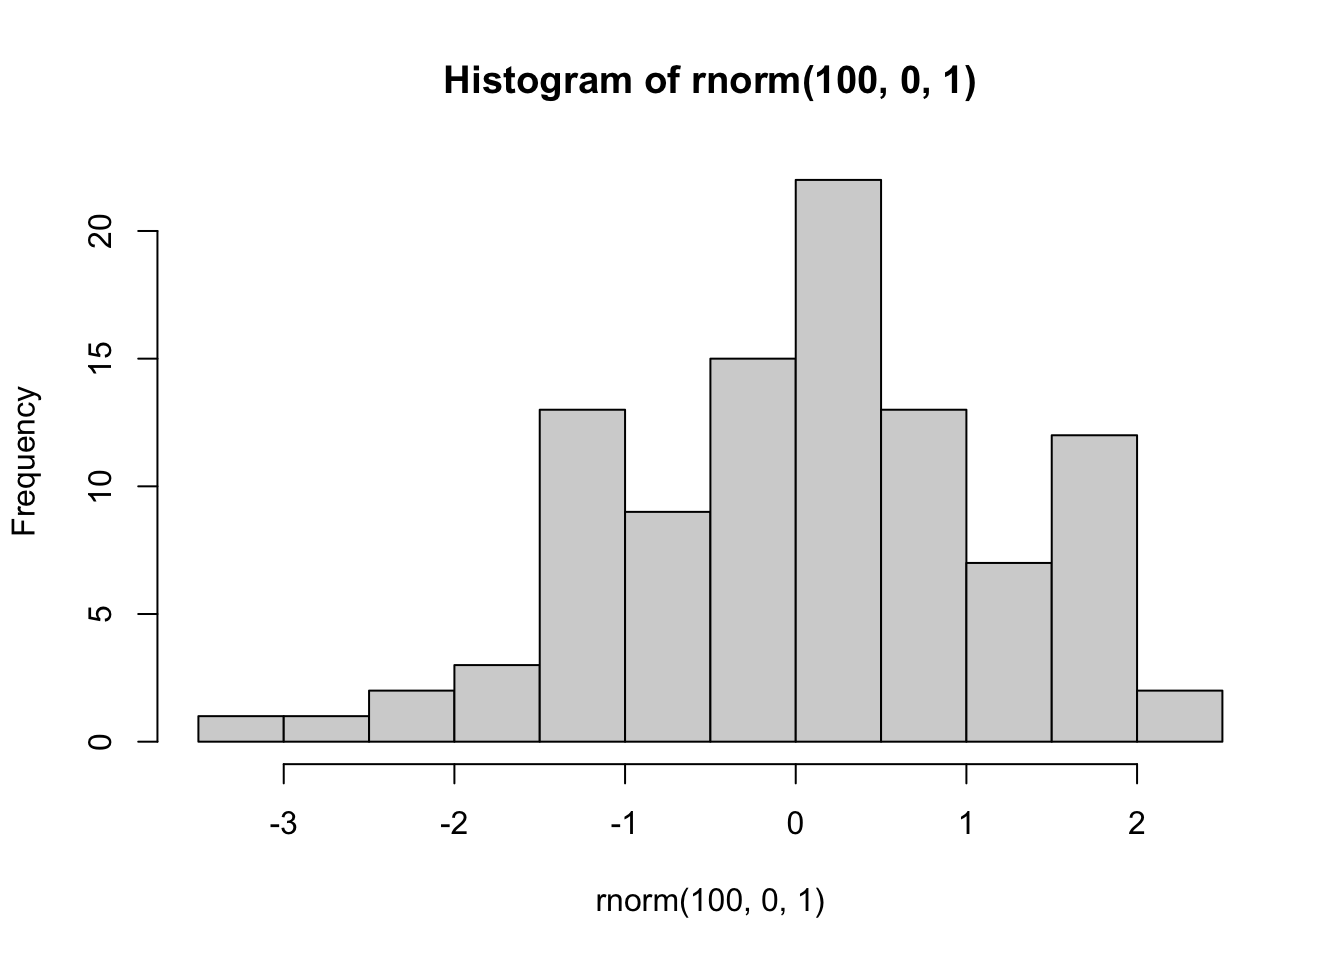 Histogram of rnorm(100, 0, 1)
Frequency
20
15
10
5
0
-3 -2 -1 0 1 2
rnorm(100, 0, 1)